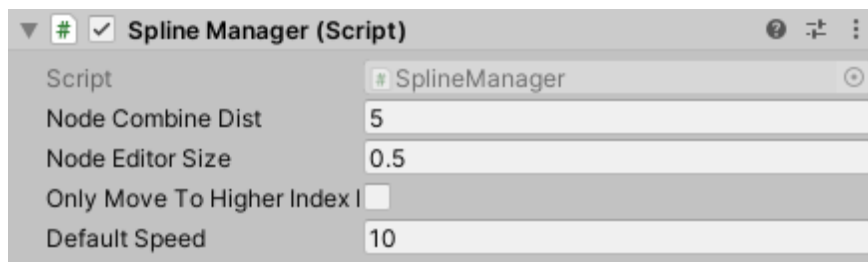 Spline Manager (Script)
Script # SplineManager
Node Combine Dist 5
Node Editor Size 0.5
Only Move To Higher Index I
Default Speed 10